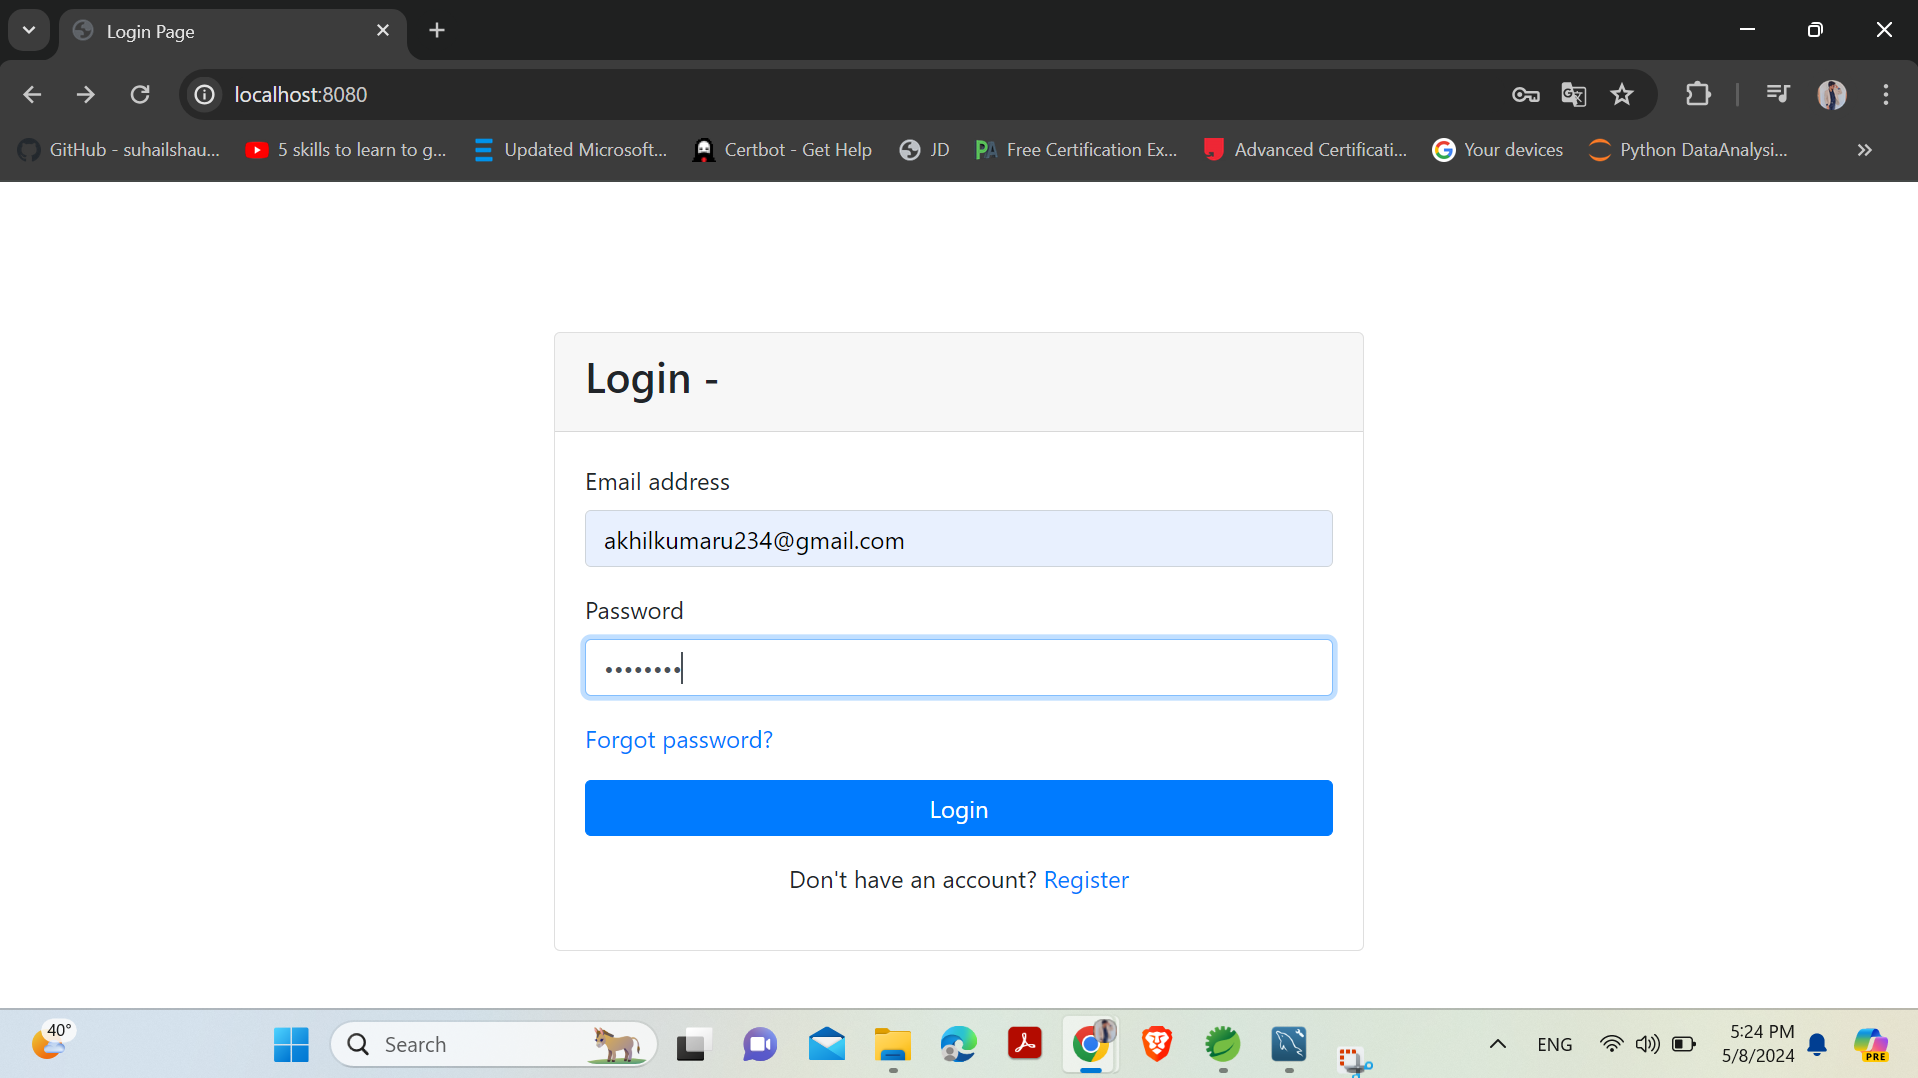 Login Page
localhost:8080
GitHub - suhailshau...
5 skills to learn to g...
Updated Microsoft...
Certbot - Get Help
JD
PA
Free Certification Ex...
Advanced Certificati...
Your devices
Python DataAnalysi...
Login -
Email address
akhilkumaru234@gmail.com
Password
••••••••
Forgot password?
Login
Don't have an account? Register
40°
Search
ENG
5:24 PM
5/8/2024
PRE